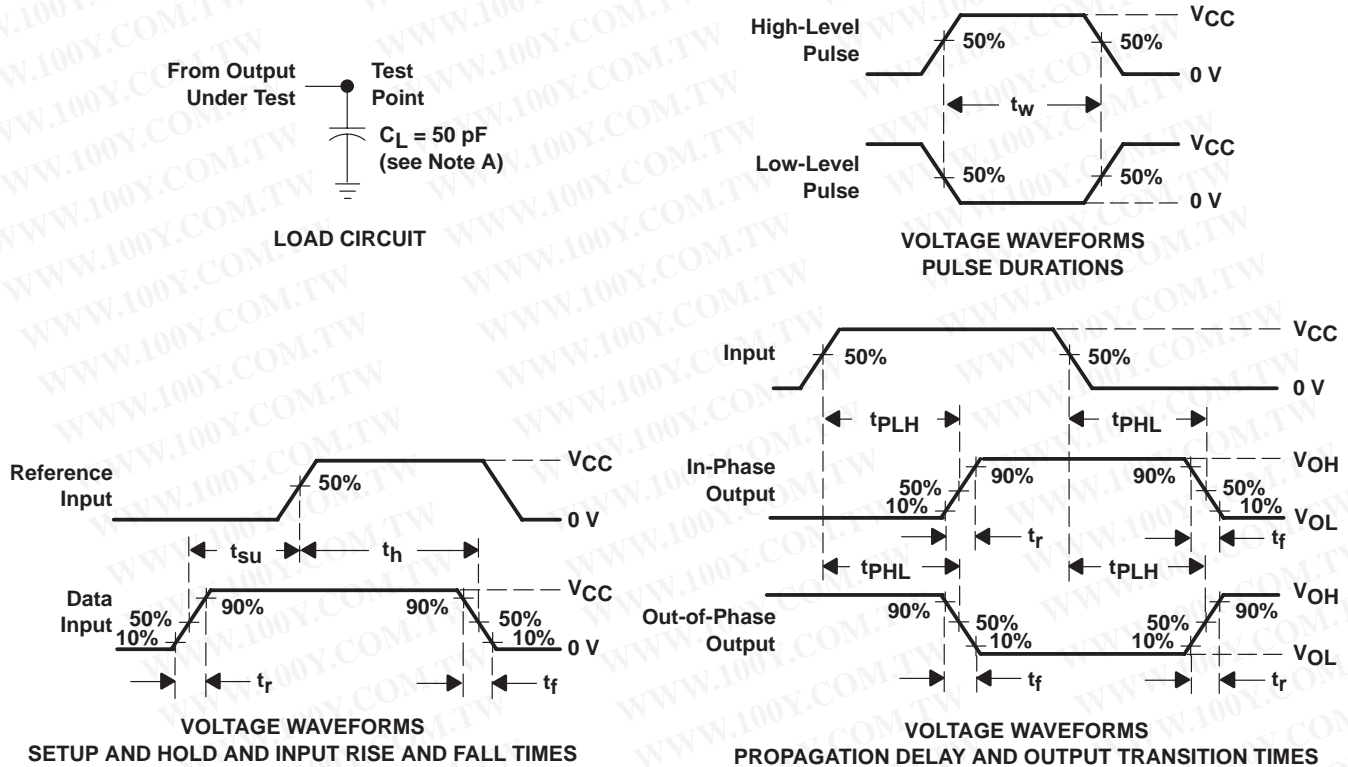 From Output
Under Test
Test
Point
CL = 50 pF
(see Note A)
LOAD CIRCUIT
High-Level
Pulse
VCC
50%
50%
0 V
tw
Low-Level
Pulse
VCC
50%
50%
0 V
VOLTAGE WAVEFORMS
PULSE DURATIONS
Reference
Input
VCC
50%
0 V
tsu
th
Data
Input
VCC
50%
10%
90%
90%
50%
10%
0 V
tr
tf
VOLTAGE WAVEFORMS
SETUP AND HOLD AND INPUT RISE AND FALL TIMES
Input
VCC
50%
50%
0 V
tPLH
tPHL
In-Phase
Output
VOH
50%
10%
90%
90%
50%
10%
VOL
tr
tf
tPHL
tPLH
Out-of-Phase
Output
VOH
90%
50%
10%
50%
10%
90%
VOL
tf
tr
VOLTAGE WAVEFORMS
PROPAGATION DELAY AND OUTPUT TRANSITION TIMES
WWW.100Y.COM.TW